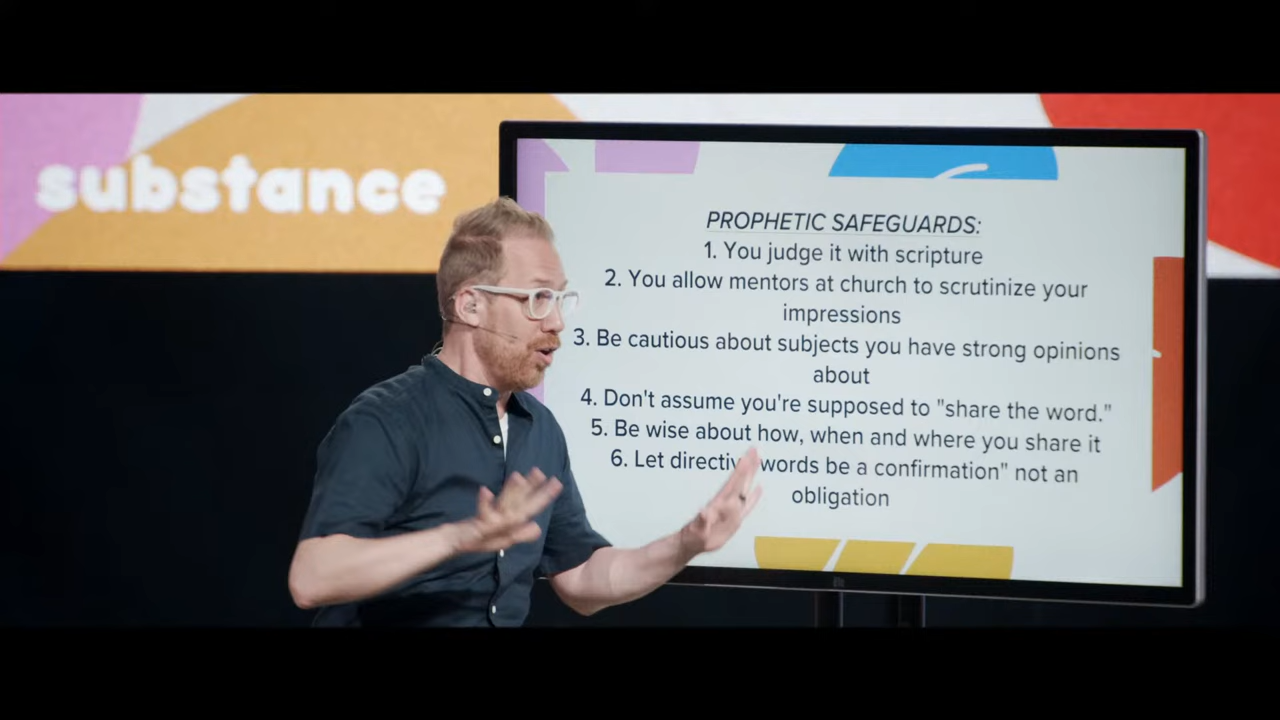 substance
PROPHETIC SAFEGUARDS:
1. You judge it with scripture
2. You allow mentors at church to scrutinize your
impressions
3. Be cautious about subjects you have strong opinions
about
4. Don't assume you're supposed to "share the word."
5. Be wise about how, when and where you share it
6. Let directive words be a confirmation" not an
obligation